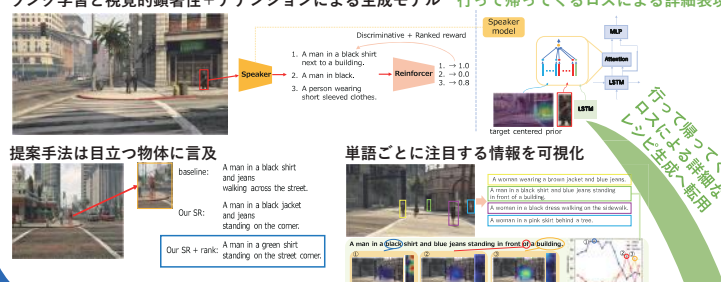 ランク学習と視覚的顕著性＋アテンションによる生成モデル
行って帰ってくるロスによる詳細表現
Discriminative + Ranked reward
1. A man in a black shirt
next to a building.
2. A man in black.
3. A person wearing
short sleeved clothes.
Speaker
Reinforcer
1. → 1.0
2. → 0.0
3. → 0.8
Speaker
model
MLP
Attention
LSTM
LSTM
target centered prior
行って帰ってく
ロスによる詳細な
レシピ生成へ転用
提案手法は目立つ物体に言及
baseline:
A man in a black shirt
and jeans
walking across the street.
Our SR:
A man in a black jacket
and jeans
standing on the corner.
Our SR + rank:
A man in a green shirt
standing on the street corner.
単語ごとに注目する情報を可視化
A woman wearing a brown jacket and blue jeans.
A man in a black shirt and blue jeans standing
in front of a building.
A woman in a black dress walking on the sidewalk.
A woman in a pink skirt behind a tree.
A man in a black shirt and blue jeans standing in front of a building.
① ② ③
① ② ③